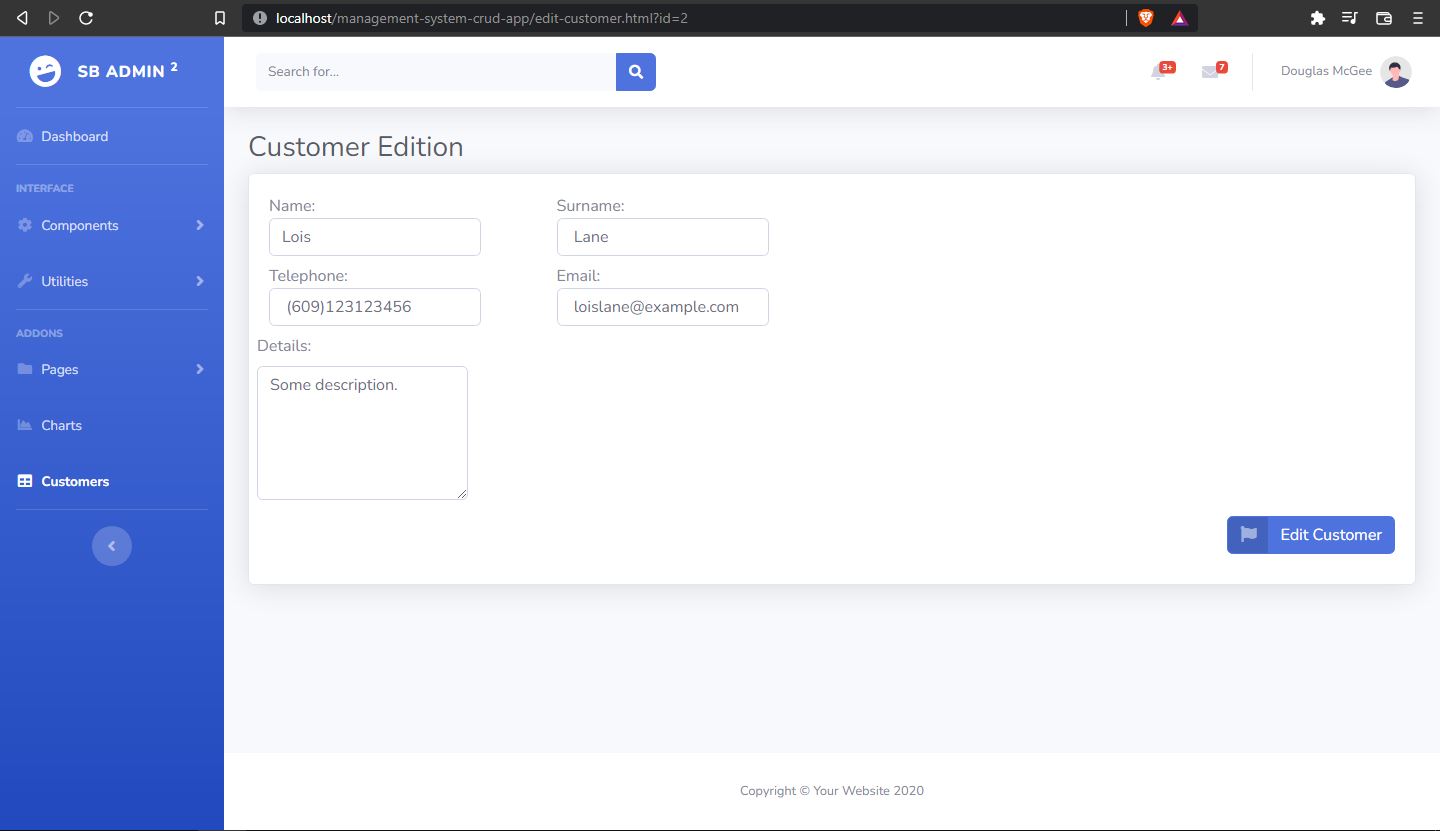 localhost/management-system-crud-app/edit-customer.html?id=2
SB ADMIN 2
Search for...
3+
7
Douglas McGee
Dashboard
INTERFACE
Components
Utilities
ADDONS
Pages
Charts
Customers
Customer Edition
Name: Surname:
Lois Lane
Telephone: Email:
(609)123123456 loislane@example.com
Details:
Some description.
Edit Customer
Copyright © Your Website 2020